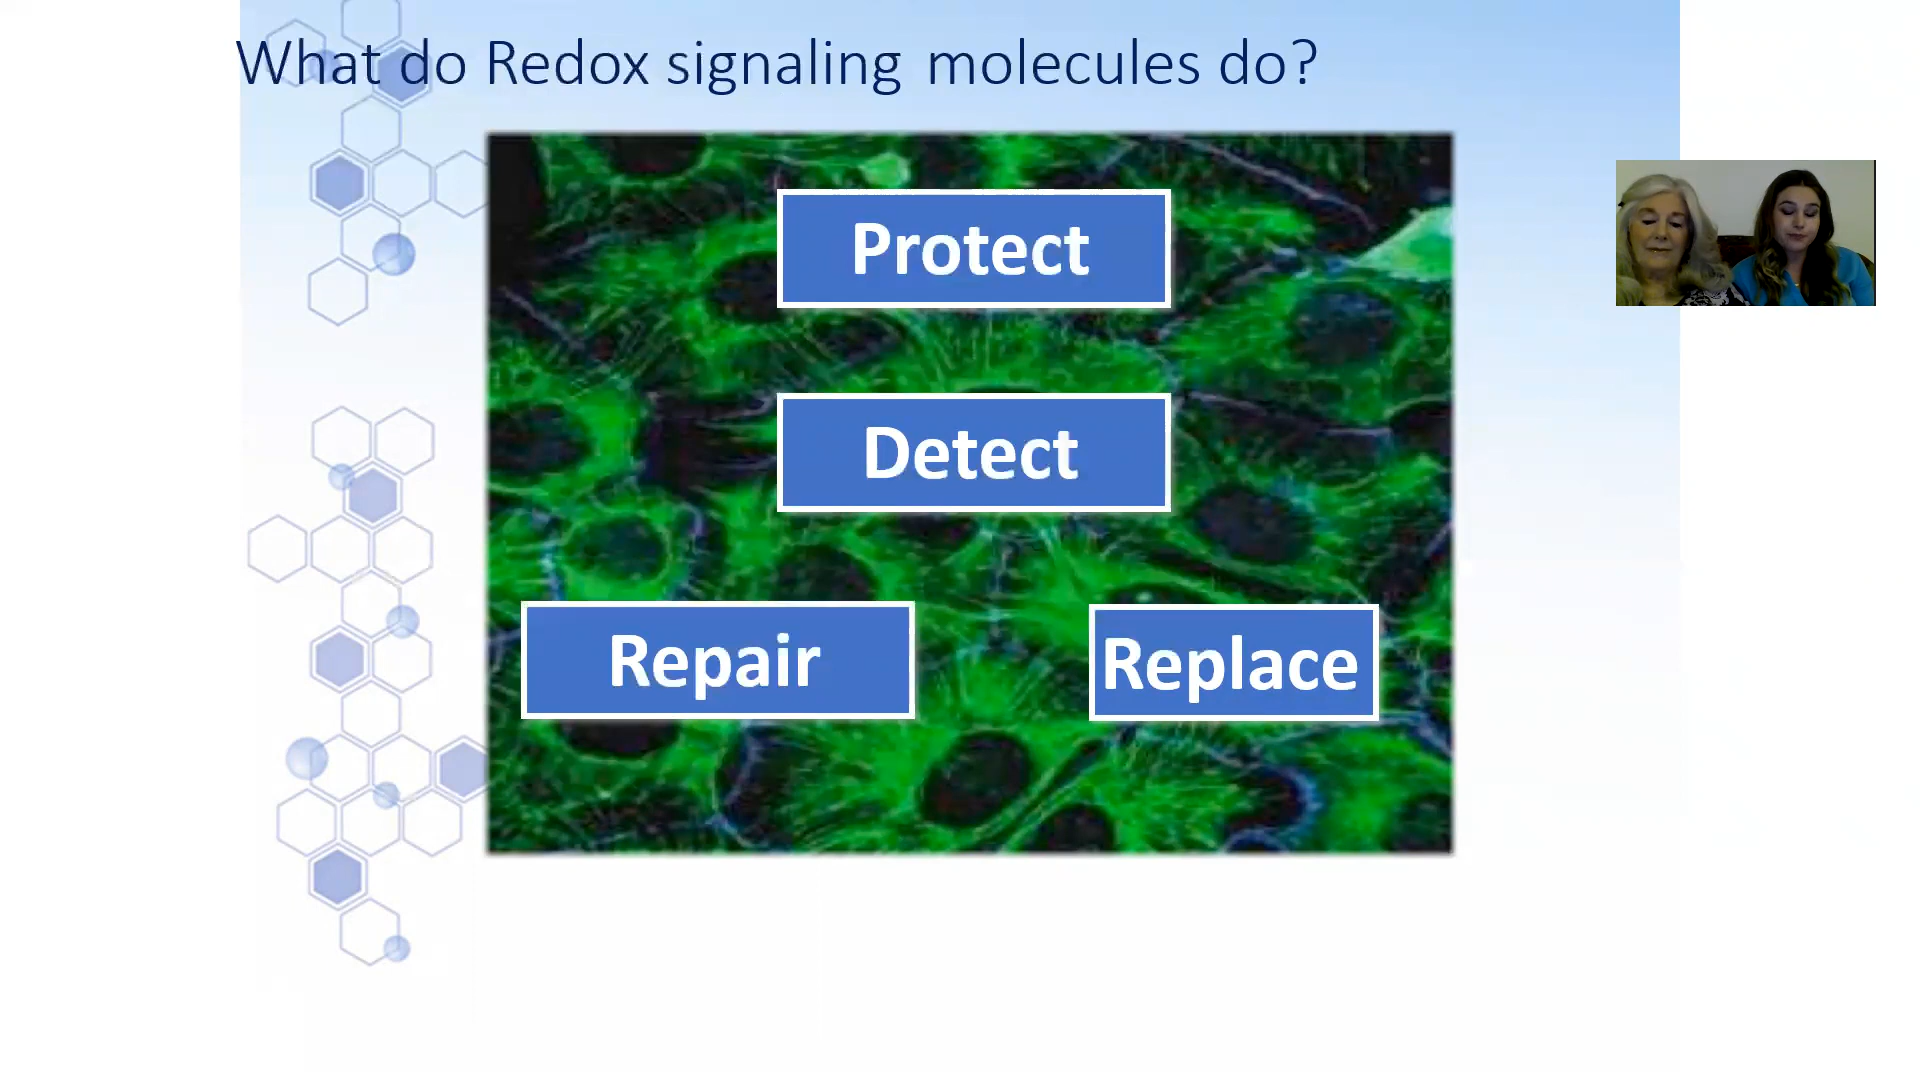 What do Redox signaling molecules do?
Protect
Detect
Repair
Replace